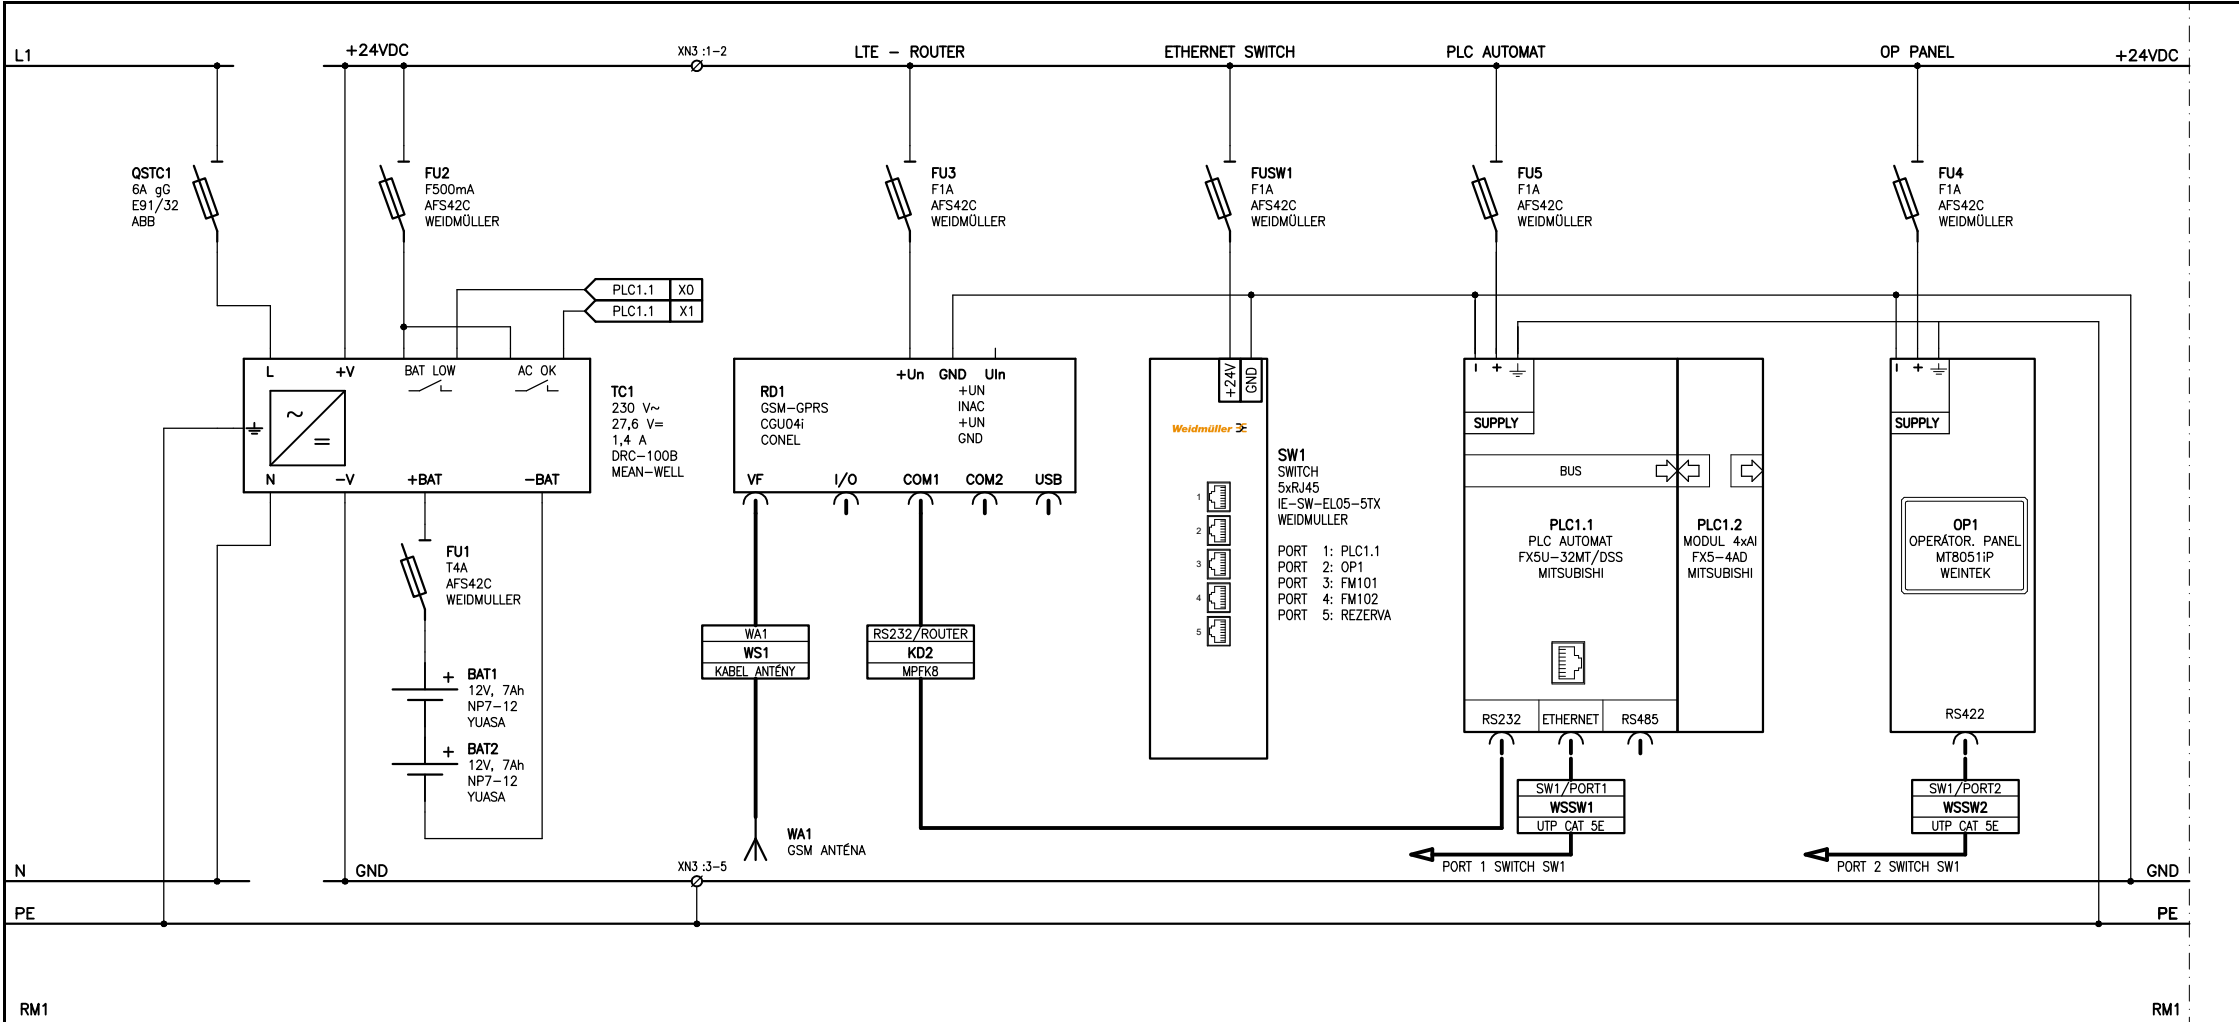 L1
+24VDC
XN3 :1-2
LTE - ROUTER
ETHERNET SWITCH
PLC AUTOMAT
OP PANEL
+24VDC
QSTC1
6A gG
E91/32
ABB
FU2
F500mA
AFS42C
WEIDMÜLLER
FU3
F1A
AFS42C
WEIDMÜLLER
FUSW1
F1A
AFS42C
WEIDMÜLLER
FU5
F1A
AFS42C
WEIDMÜLLER
FU4
F1A
AFS42C
WEIDMÜLLER
PLC1.1 X0
PLC1.1 X1
L
+V
BAT LOW
AC OK
~
=
N
-V
+BAT
-BAT
TC1
230 V~
27,6 V=
1,4 A
DRC-100B
MEAN-WELL
+Un GND UIn
RD1
GSM-GPRS
CGU04i
CONEL
+UN
INAC
+UN
GND
VF
I/O
COM1
COM2
USB
+24V
GND
Weidmüller
1
2
3
4
5
SW1
SWITCH
5xRJ45
IE-SW-EL05-5TX
WEIDMULLER
PORT 1: PLC1.1
PORT 2: OP1
PORT 3: FM101
PORT 4: FM102
PORT 5: REZERVA
- +
SUPPLY
BUS
PLC1.1
PLC AUTOMAT
FX5U-32MT/DSS
MITSUBISHI
PLC1.2
MODUL 4xAI
FX5-4AD
MITSUBISHI
RS232
ETHERNET
RS485
- +
SUPPLY
OP1
OPERÁTOR. PANEL
MT8051iP
WEINTEK
RS422
FU1
T4A
AFS42C
WEIDMULLER
+
BAT1
12V, 7Ah
NP7-12
YUASA
+
BAT2
12V, 7Ah
NP7-12
YUASA
WA1
WS1
KABEL ANTÉNY
RS232/ROUTER
KD2
MPFK8
WA1
GSM ANTÉNA
SW1/PORT1
WSSW1
UTP CAT 5E
PORT 1 SWITCH SW1
SW1/PORT2
WSSW2
UTP CAT 5E
PORT 2 SWITCH SW1
N
GND
XN3 :3-5
GND
PE
PE
RM1
RM1